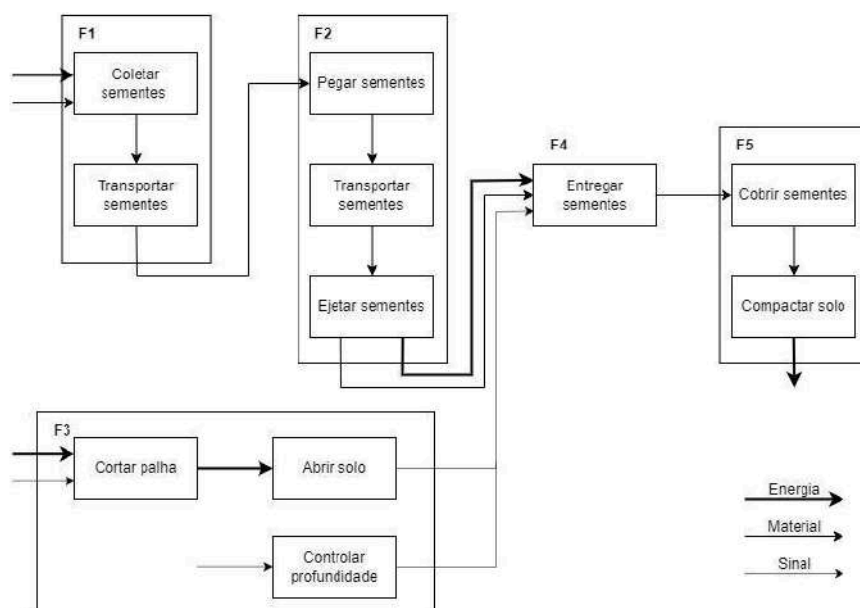 F1
Coletar
sementes
Transportar
sementes
F2
Pegar sementes
Transportar
sementes
Ejetar sementes
F4
Entregar
sementes
F5
Cobrir sementes
Compactar solo
F3
Cortar palha
Abrir solo
Controlar
profundidade
Energia
Material
Sinal